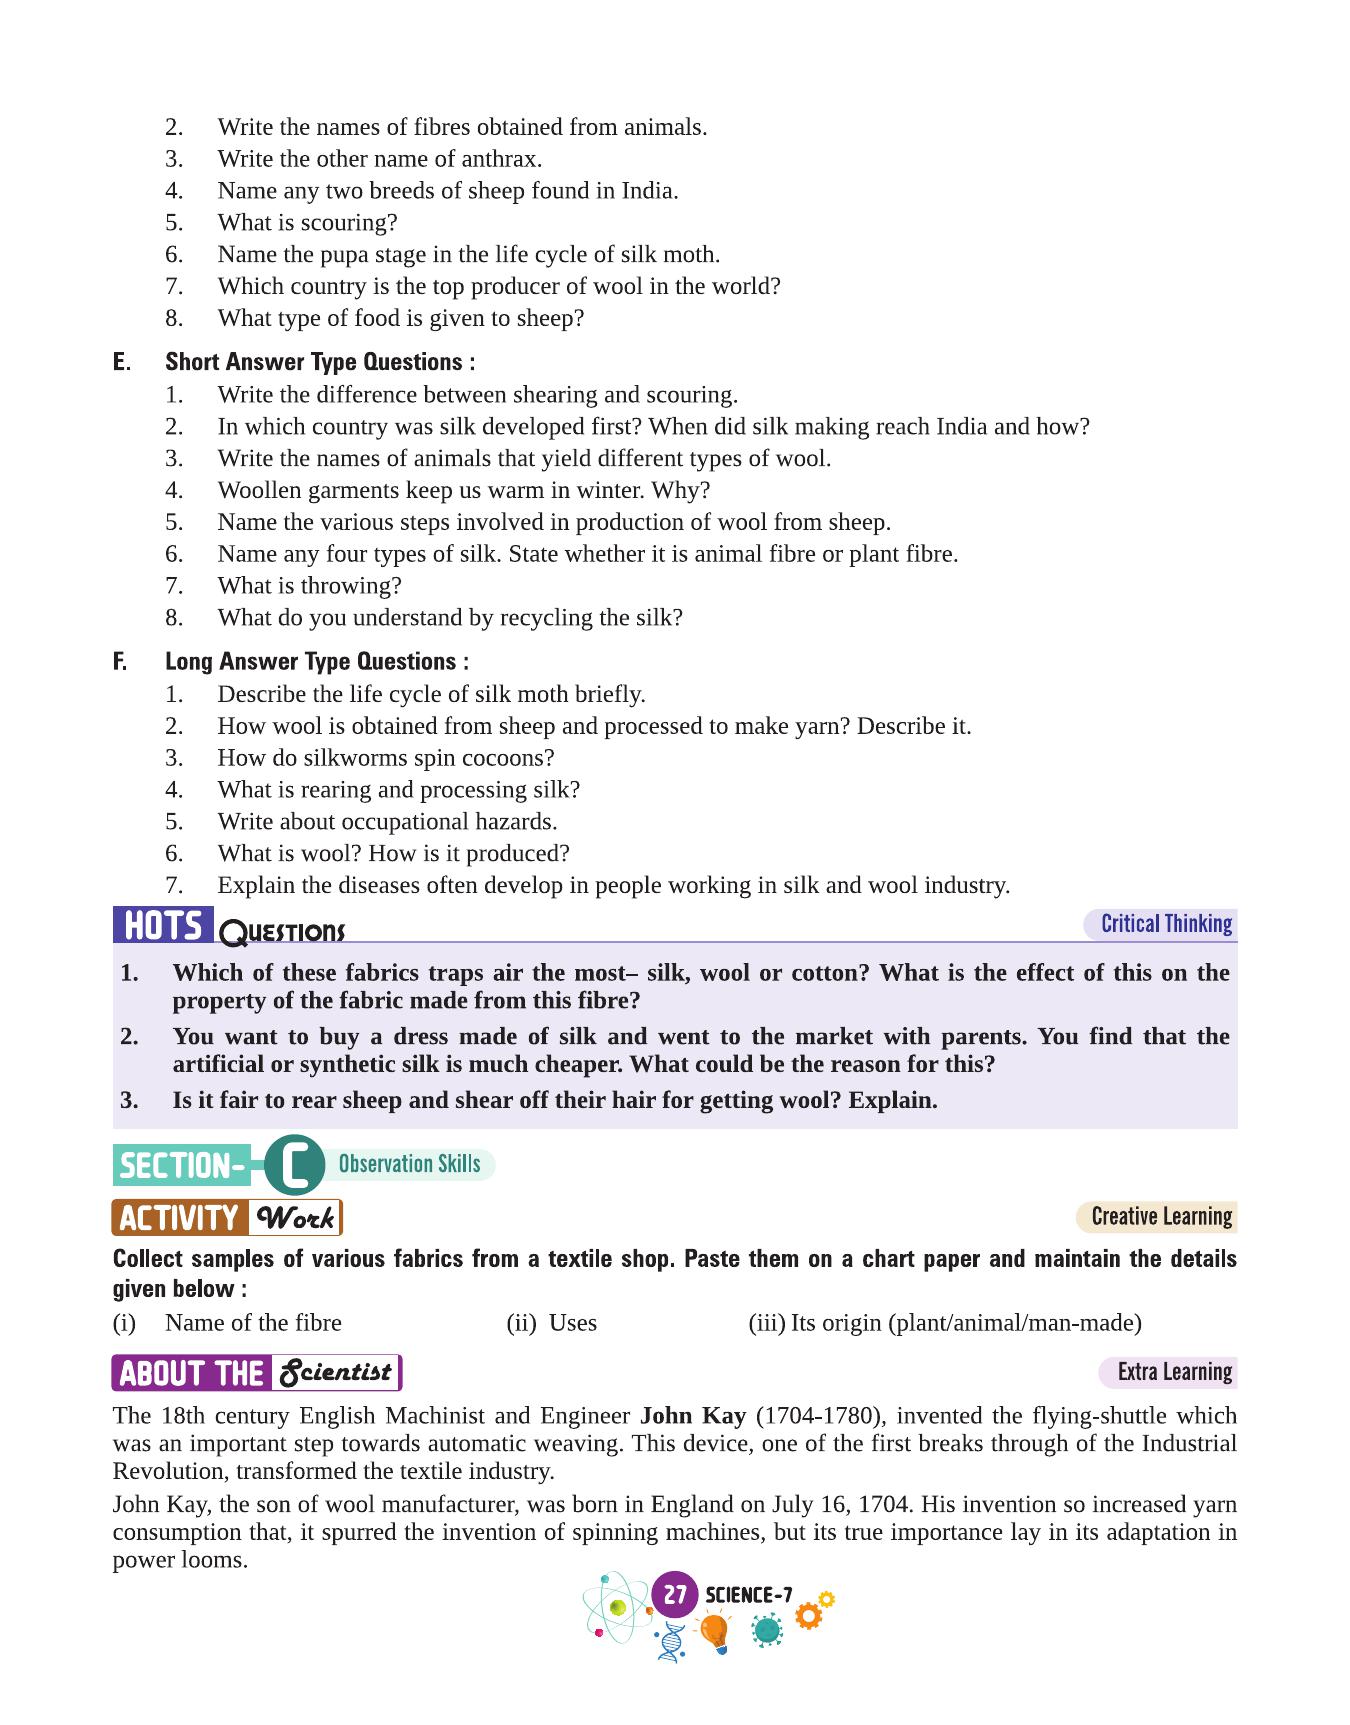 2. Write the names of fibres obtained from animals.
3. Write the other name of anthrax.
4. Name any two breeds of sheep found in India.
5. What is scouring?
6. Name the pupa stage in the life cycle of silk moth.
7. Which country is the top producer of wool in the world?
8. What type of food is given to sheep?
E. Short Answer Type Questions :
1. Write the difference between shearing and scouring.
2. In which country was silk developed first? When did silk making reach India and how?
3. Write the names of animals that yield different types of wool.
4. Woollen garments keep us warm in winter. Why?
5. Name the various steps involved in production of wool from sheep.
6. Name any four types of silk. State whether it is animal fibre or plant fibre.
7. What is throwing?
8. What do you understand by recycling the silk?
F. Long Answer Type Questions :
1. Describe the life cycle of silk moth briefly.
2. How wool is obtained from sheep and processed to make yarn? Describe it.
3. How do silkworms spin cocoons?
4. What is rearing and processing silk?
5. Write about occupational hazards.
6. What is wool? How is it produced?
7. Explain the diseases often develop in people working in silk and wool industry.
HOTS Questions Critical Thinking
1. Which of these fabrics traps air the most– silk, wool or cotton? What is the effect of this on the
property of the fabric made from this fibre?
2. You want to buy a dress made of silk and went to the market with parents. You find that the
artificial or synthetic silk is much cheaper. What could be the reason for this?
3. Is it fair to rear sheep and shear off their hair for getting wool? Explain.
SECTION- C Observation Skills
ACTIVITY Work Creative Learning
Collect samples of various fabrics from a textile shop. Paste them on a chart paper and maintain the details
given below :
(i) Name of the fibre (ii) Uses (iii) Its origin (plant/animal/man-made)
ABOUT THE Scientist Extra Learning
The 18th century English Machinist and Engineer John Kay (1704-1780), invented the flying-shuttle which
was an important step towards automatic weaving. This device, one of the first breaks through of the Industrial
Revolution, transformed the textile industry.
John Kay, the son of wool manufacturer, was born in England on July 16, 1704. His invention so increased yarn
consumption that, it spurred the invention of spinning machines, but its true importance lay in its adaptation in
power looms.
27 SCIENCE-7